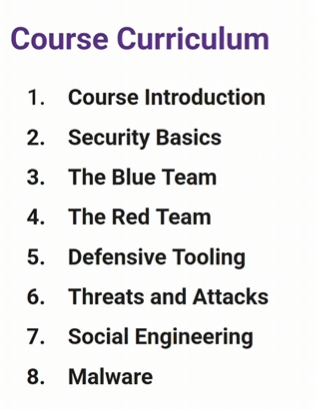 Course Curriculum
1. Course Introduction
2. Security Basics
3. The Blue Team
4. The Red Team
5. Defensive Tooling
6. Threats and Attacks
7. Social Engineering
8. Malware